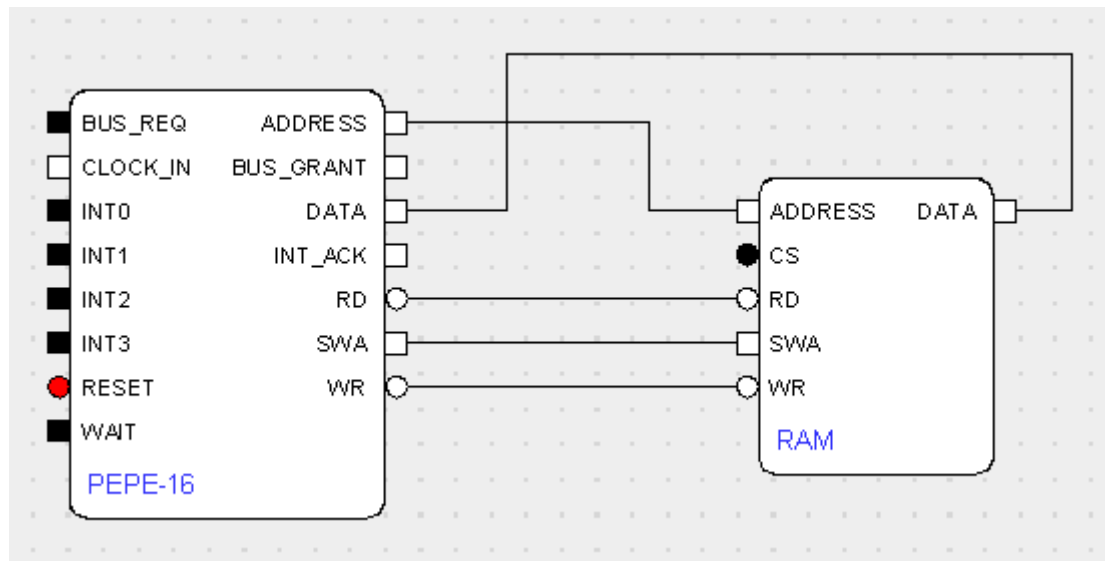 BUS_REQ ADDRESS
CLOCK_IN BUS_GRANT
INT0 DATA
INT1 INT_ACK
INT2 RD
INT3 SWA
RESET WR
WAIT
PEPE-16
ADDRESS DATA
CS
RD
SWA
WR
RAM